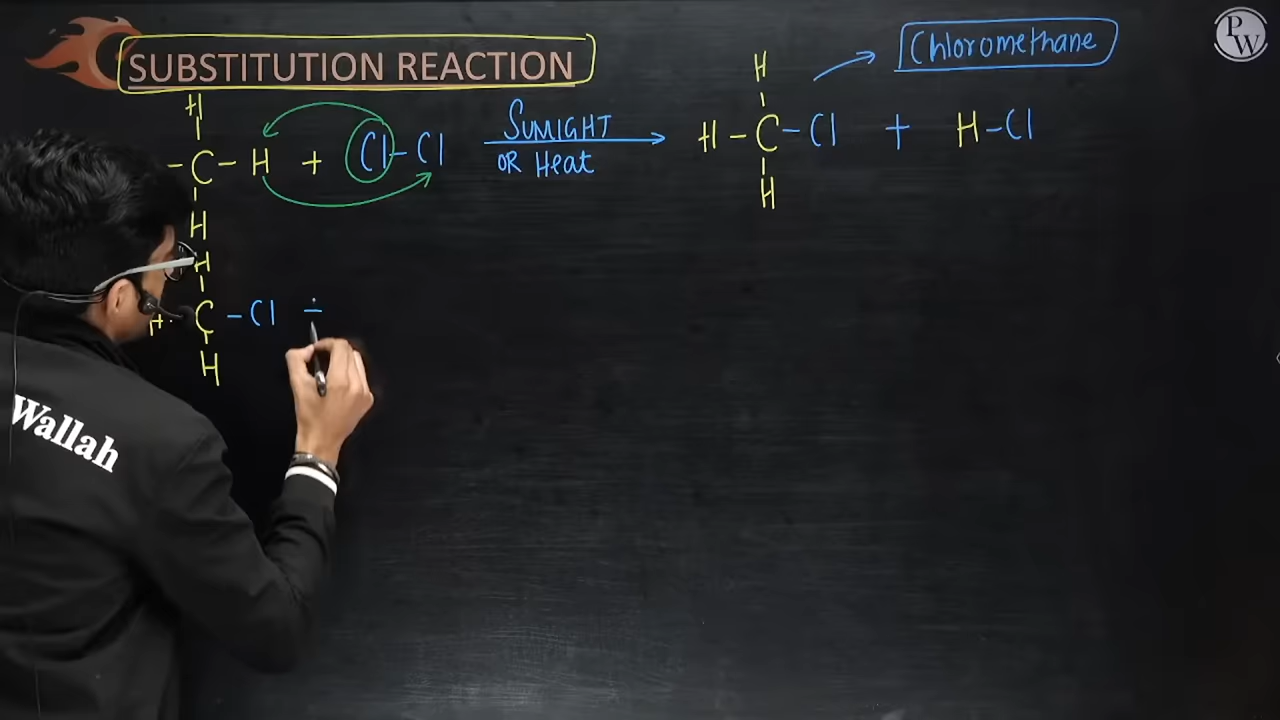 SUBSTITUTION REACTION
Chloromethane
H
H
– C – H + Cl – Cl
SUNLIGHT
OR Heat
H – C – Cl + H – Cl
H
H
H
H – C – Cl
H
Wallah
PW